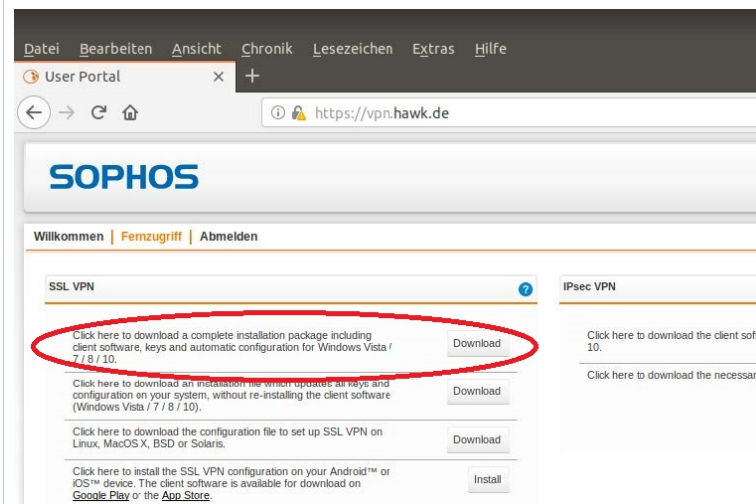 Datei Bearbeiten Ansicht Chronik Lesezeichen Extras Hilfe
User Portal
https://vpn.hawk.de
SOPHOS
Willkommen | Fernzugriff | Abmelden
SSL VPN
Click here to download a complete installation package including
client software, keys and automatic configuration for Windows Vista /
7 / 8 / 10.
Download
Click here to download an installation file which updates all keys and
configuration on your system, without re-installing the client software
(Windows Vista / 7 / 8 / 10).
Download
Click here to download the configuration file to set up SSL VPN on
Linux, MacOS X, BSD or Solaris.
Download
Click here to install the SSL VPN configuration on your Android™ or
iOS™ device. The client software is available for download on
Google Play or the App Store.
Install
IPsec VPN
Click here to download the client
10.
Click here to download the